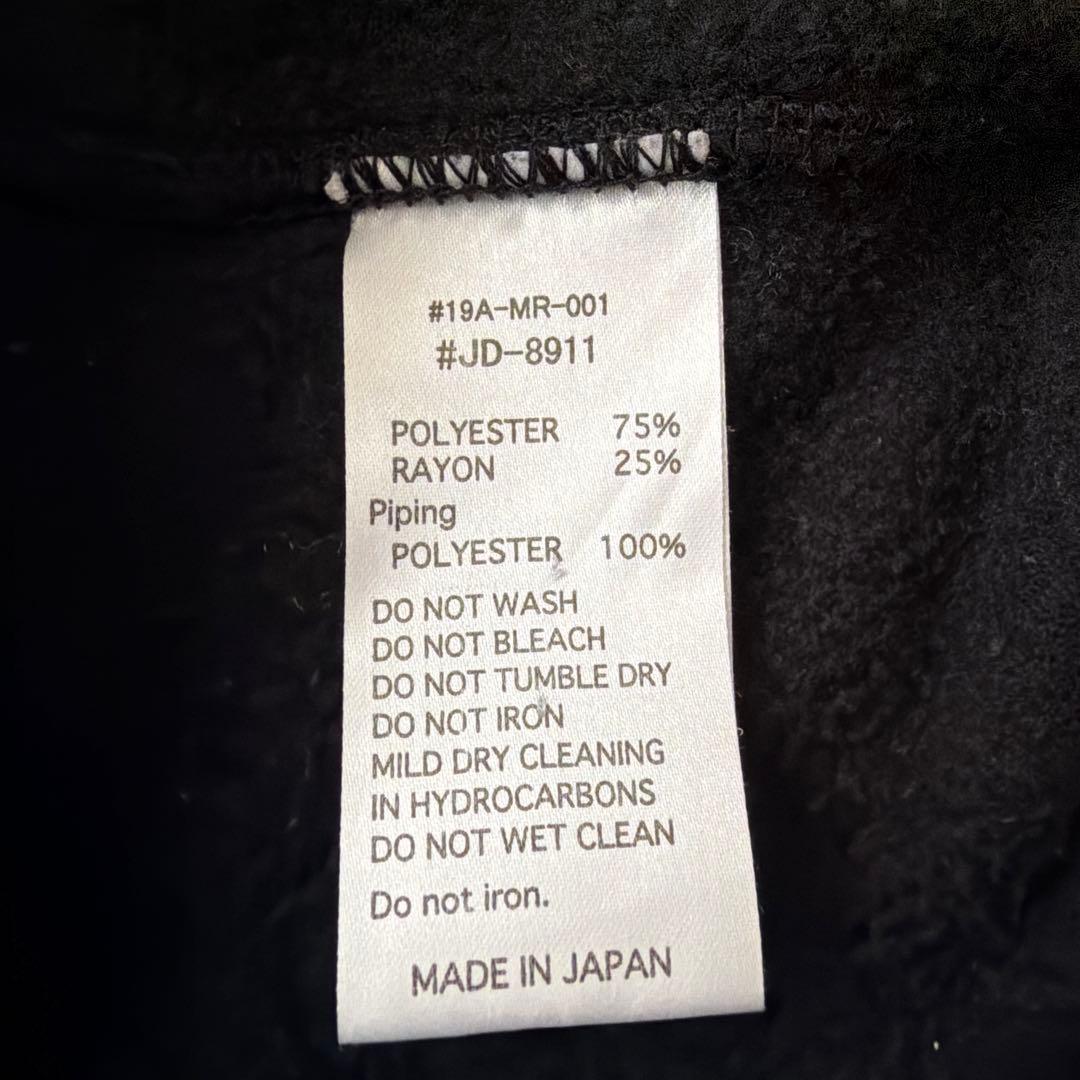 #19A-MR-001
#JD-8911
POLYESTER 75%
RAYON 25%
Piping
POLYESTER 100%
DO NOT WASH
DO NOT BLEACH
DO NOT TUMBLE DRY
DO NOT IRON
MILD DRY CLEANING
IN HYDROCARBONS
DO NOT WET CLEAN
Do not iron.
MADE IN JAPAN